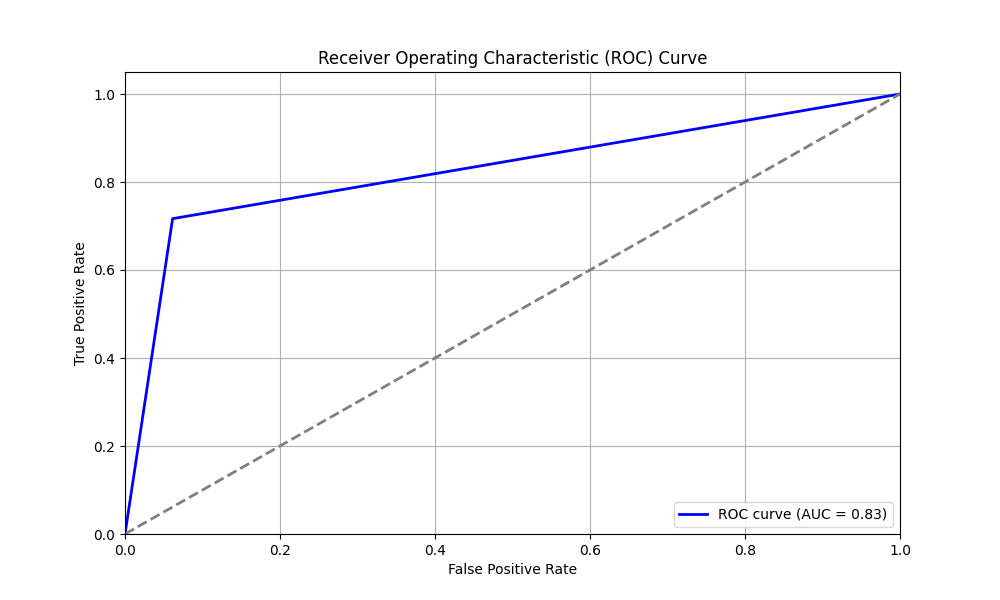 Receiver Operating Characteristic (ROC) Curve
1.0
0.8
0.6
0.4
0.2
0.0
True Positive Rate
ROC curve (AUC = 0.83)
0.0 0.2 0.4 0.6 0.8 1.0
False Positive Rate